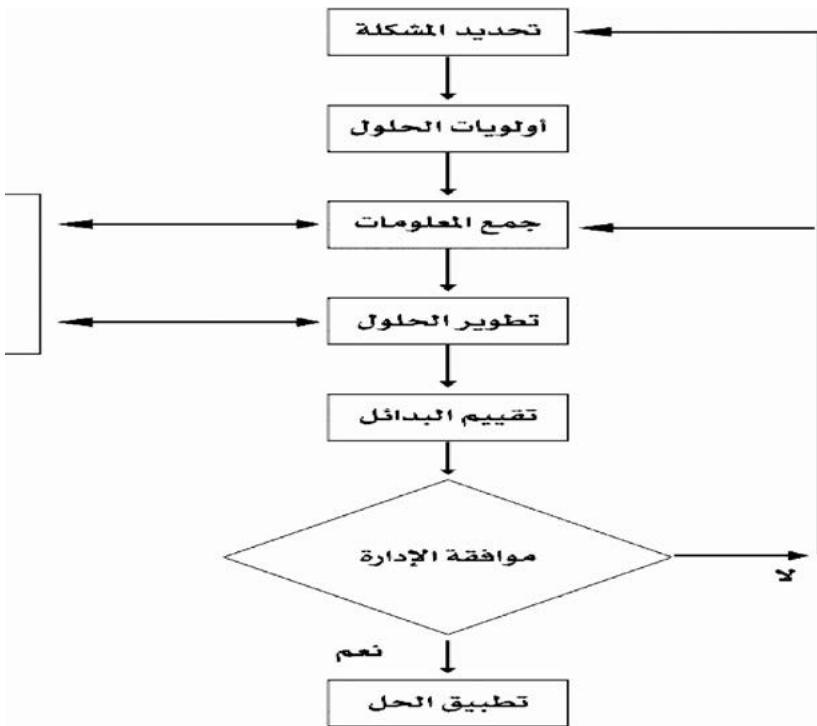 تحديد المشكلة
أولويات الحلول
جمع المعلومات
تطوير الحلول
تقييم البدائل
موافقة الإدارة
لا
نعم
تطبيق الحل